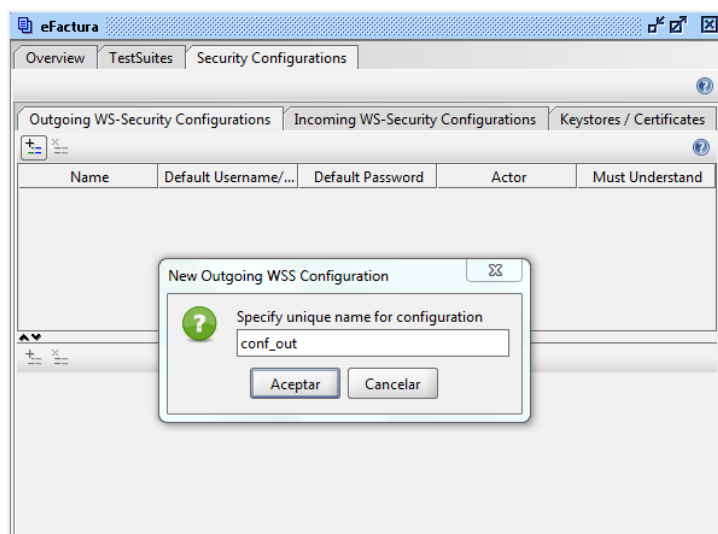 eFactura
Overview TestSuites Security Configurations
Outgoing WS-Security Configurations Incoming WS-Security Configurations Keystores / Certificates
Name Default Username/... Default Password Actor Must Understand
New Outgoing WSS Configuration
Specify unique name for configuration
conf_out
Aceptar Cancelar